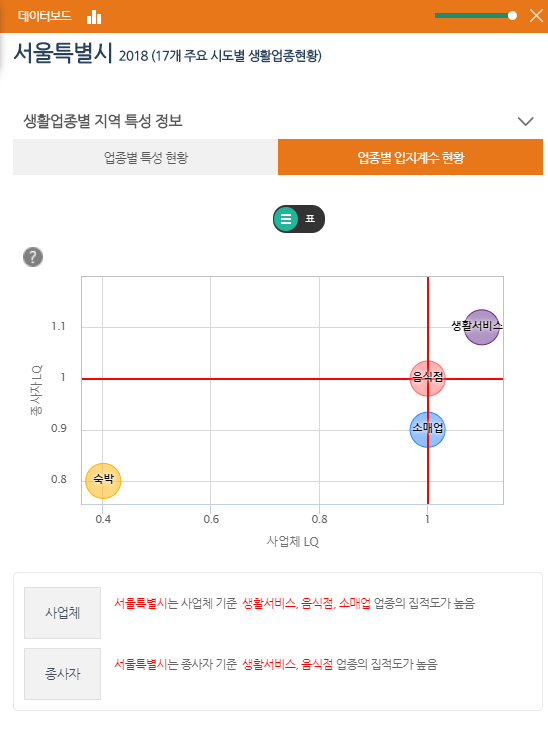 데이터보드
서울특별시 2018 (17개 주요 시도별 생활업종현황)
생활업종별 지역 특성 정보
업종별 특성 현황
업종별 입지계수 현황
표
?
종사자 LQ
1.1
1
0.9
0.8
생활서비스
음식점
소매업
숙박
0.4
0.6
0.8
1
사업체 LQ
사업체
서울특별시는 사업체 기준 생활서비스, 음식점, 소매업 업종의 집적도가 높음
종사자
서울특별시는 종사자 기준 생활서비스, 음식점 업종의 집적도가 높음